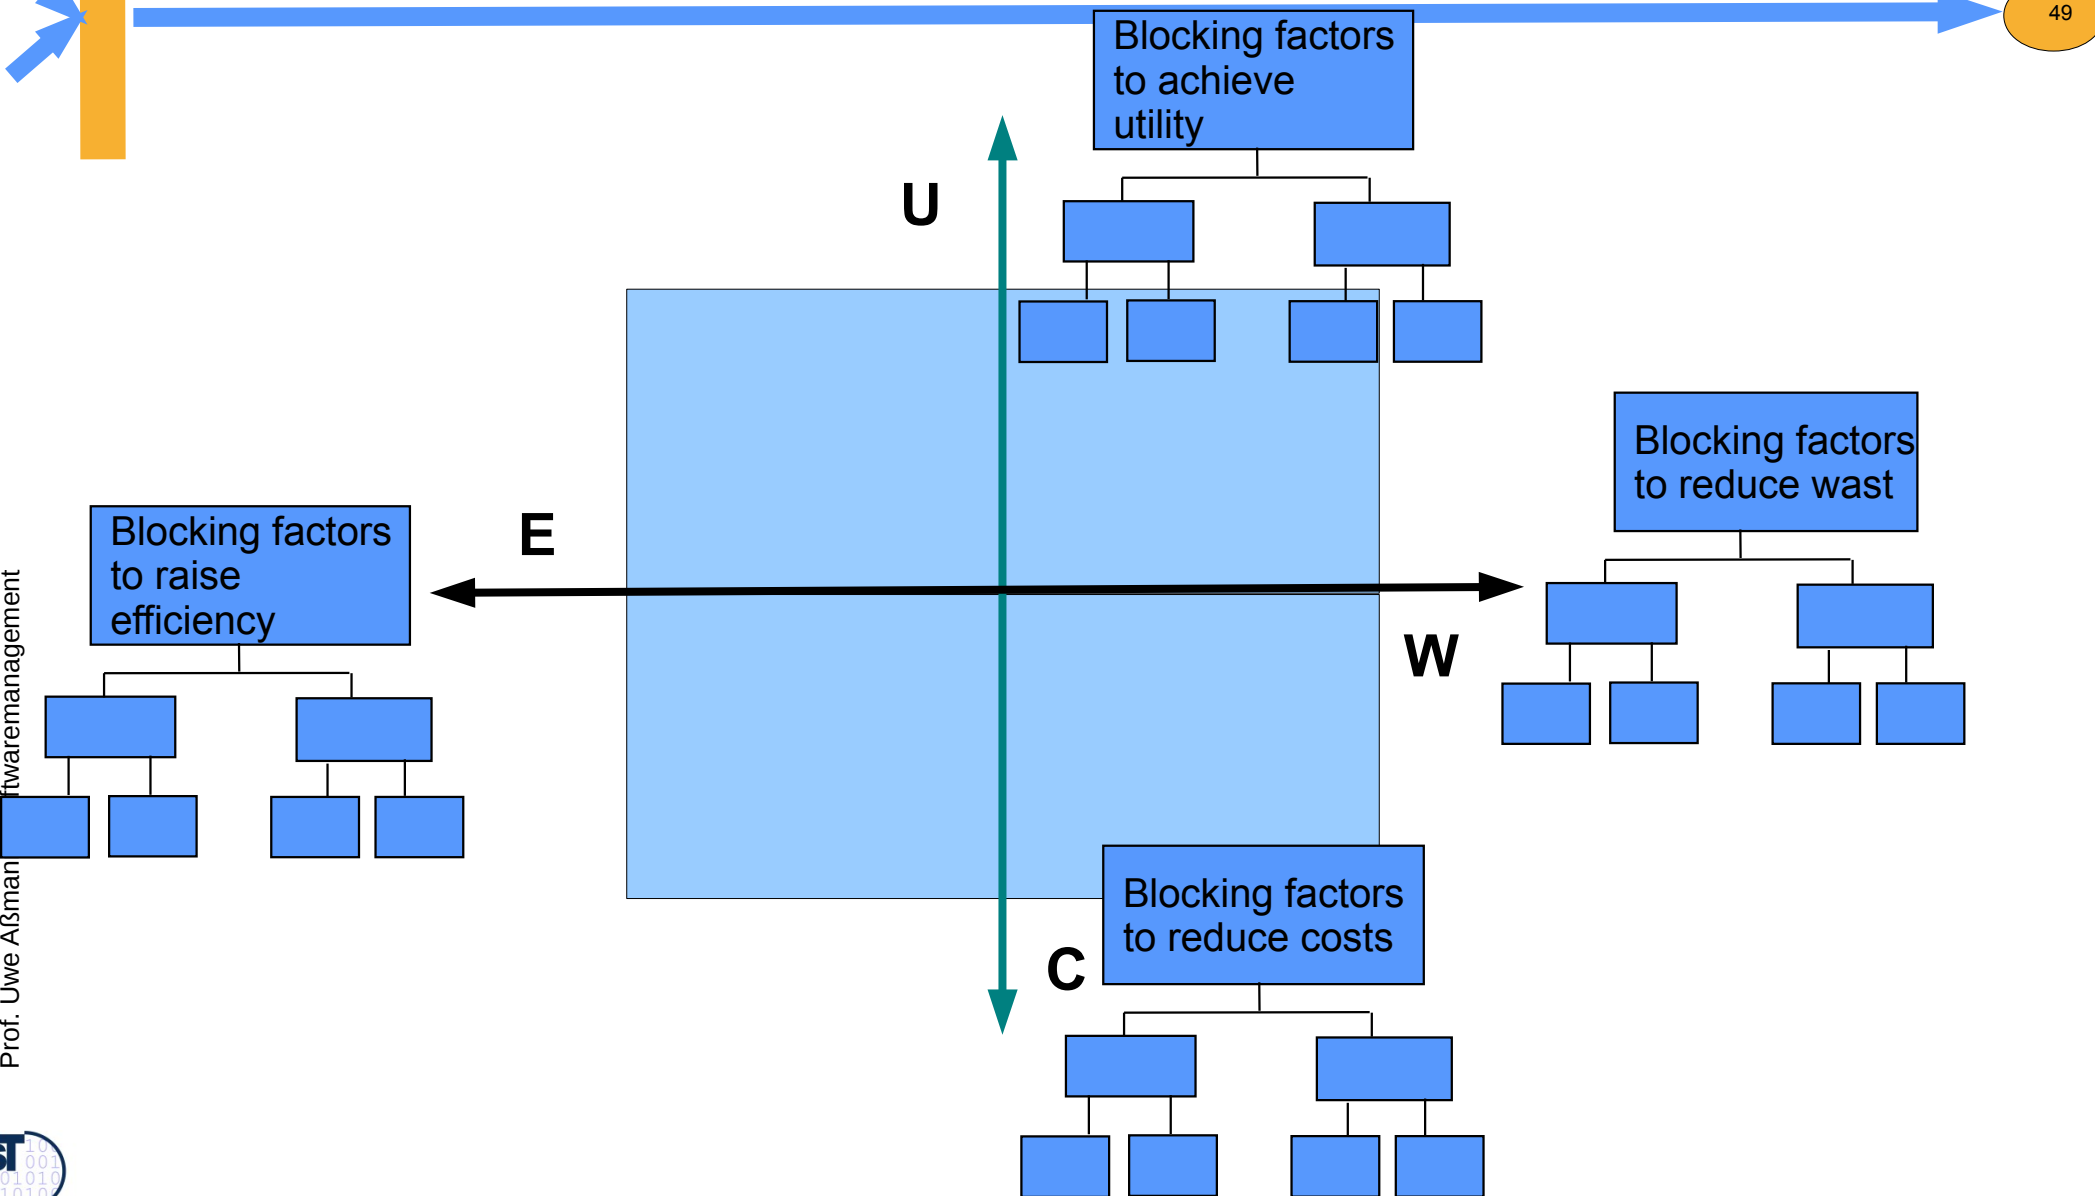 49
Blocking factors
to achieve
utility
U
Blocking factors
to reduce wast
E
Blocking factors
to raise
efficiency
W
Blocking factors
to reduce costs
C
Prof. Uwe Aßman ftwaremanagement
ST